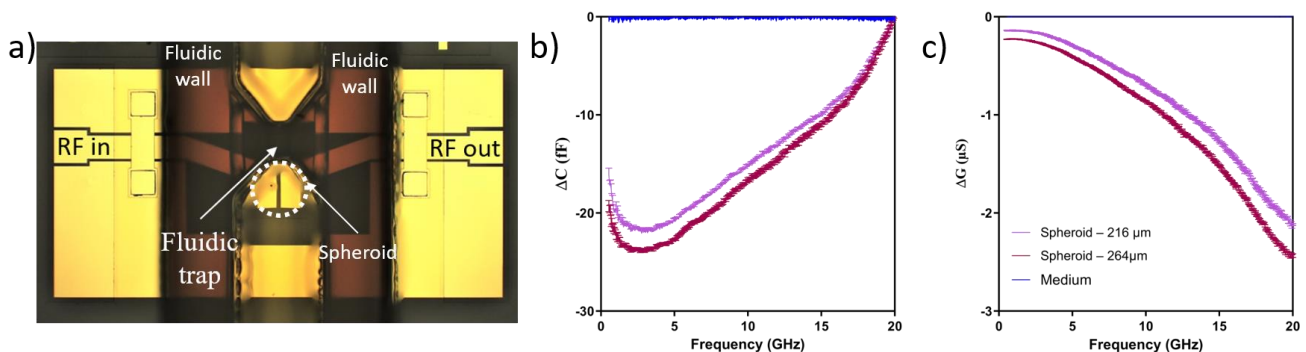 a)
Fluidic
wall
Fluidic
wall
RF in
RF out
Fluidic
trap
Spheroid
b)
ΔC (fF)
0
-10
-20
-30
0
5
10
15
20
Frequency (GHz)
c)
ΔG (µS)
0
-1
-2
-3
Spheroid – 216 µm
Spheroid – 264µm
Medium
0
5
10
15
20
Frequency (GHz)